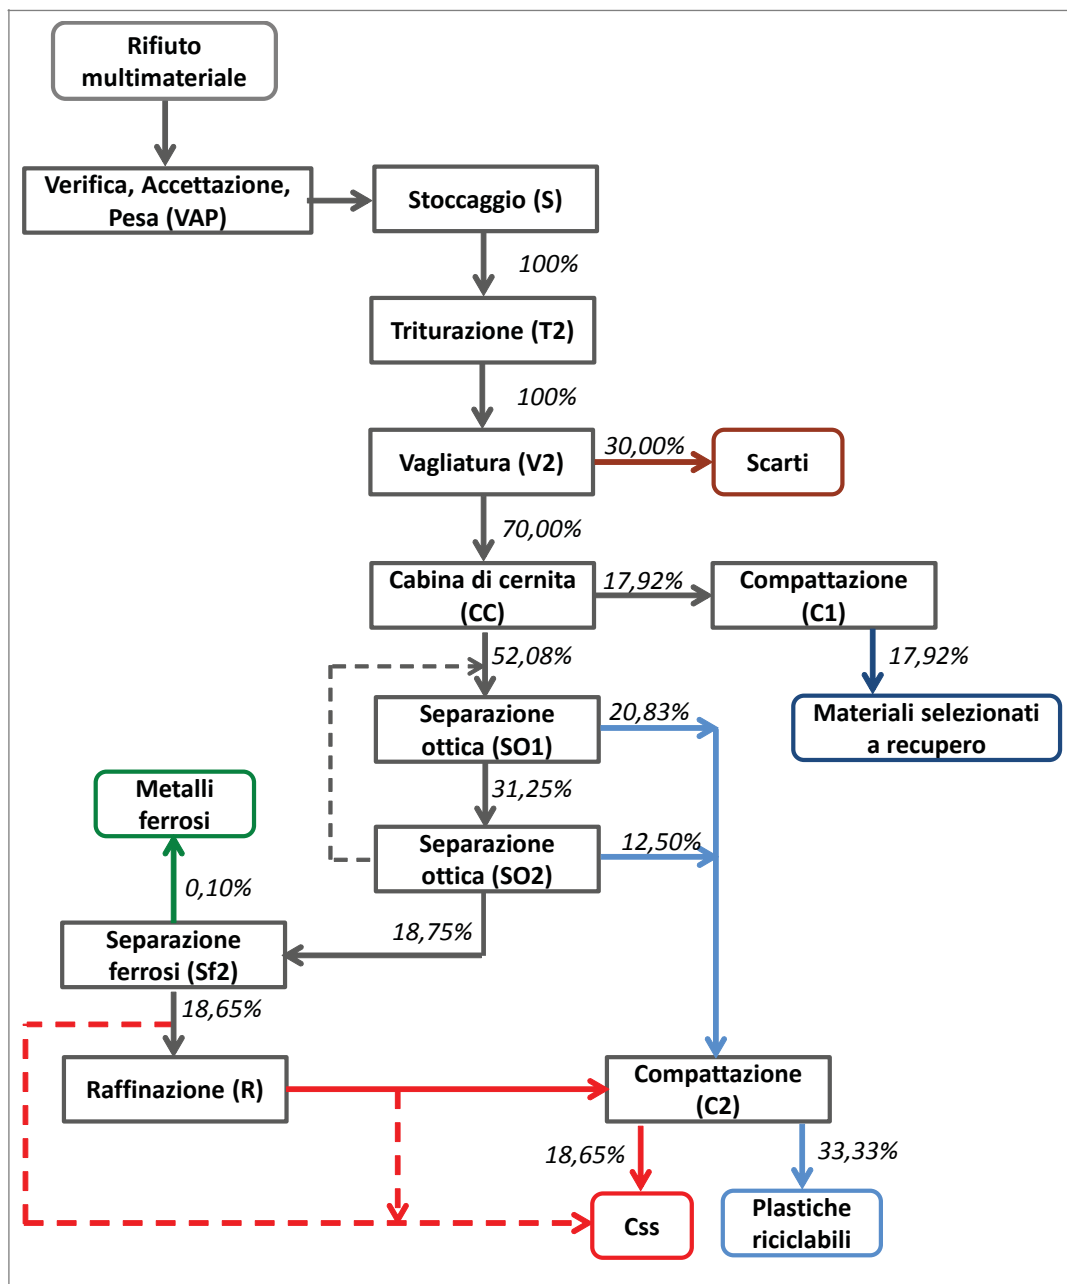 Rifiuto
multimateriale
Verifica, Accettazione,
Pesa (VAP)
Stoccaggio (S)
100%
Triturazione (T2)
100%
Vagliatura (V2)
30,00%
Scarti
70,00%
Cabina di cernita
(CC)
17,92%
Compattazione
(C1)
52,08%
17,92%
Separazione
ottica (SO1)
20,83%
Materiali selezionati
a recupero
31,25%
Metalli
ferrosi
Separazione
ottica (SO2)
12,50%
0,10%
18,75%
Separazione
ferrosi (Sf2)
18,65%
Raffinazione (R)
Compattazione
(C2)
18,65%
33,33%
Css
Plastiche
riciclabili